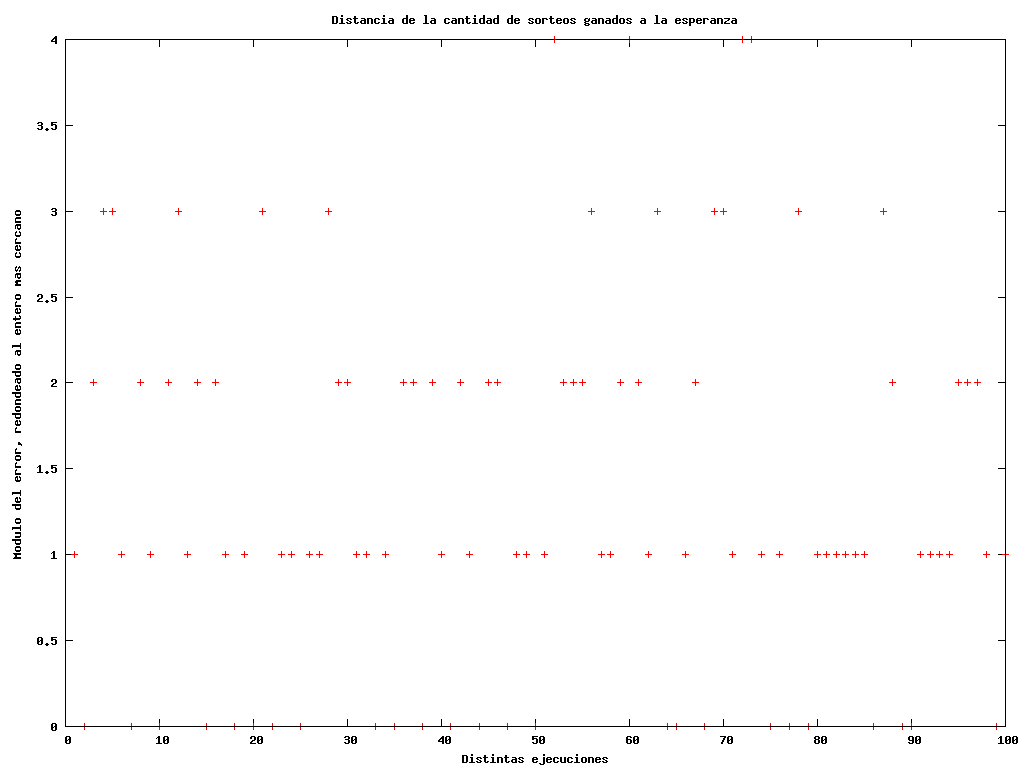 Distancia de la cantidad de sorteos ganados a la esperanza
4
3.5
3
2.5
2
1.5
1
0.5
0
Modulo del error, redondeado al entero mas cercano
0 10 20 30 40 50 60 70 80 90 100
Distintas ejecuciones